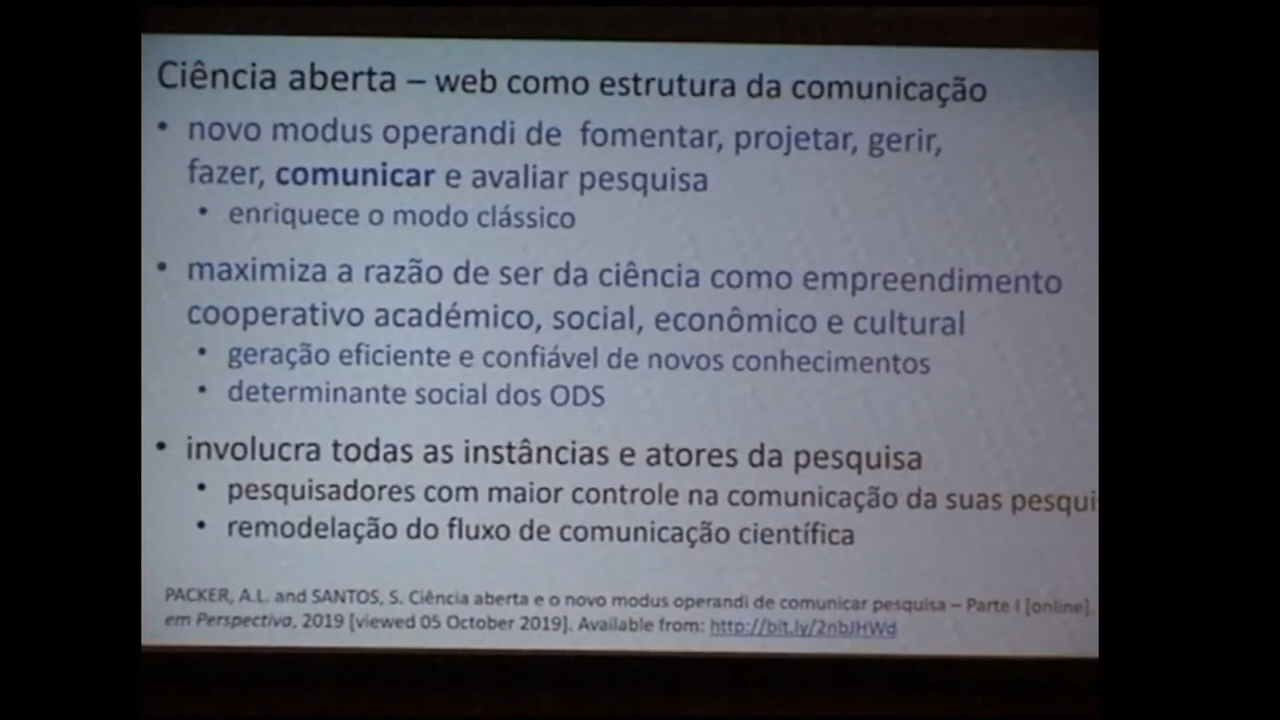 Ciência aberta – web como estrutura da comunicação
• novo modus operandi de fomentar, projetar, gerir,
fazer, comunicar e avaliar pesquisa
• enriquece o modo clássico
• maximiza a razão de ser da ciência como empreendimento
cooperativo académico, social, econômico e cultural
• geração eficiente e confiável de novos conhecimentos
• determinante social dos ODS
• involucra todas as instâncias e atores da pesquisa
• pesquisadores com maior controle na comunicação da suas pesqui
• remodelação do fluxo de comunicação científica
PACKER, A.L. and SANTOS, S. Ciência aberta e o novo modus operandi de comunicar pesquisa – Parte I [online].
em Perspectiva, 2019 [viewed 05 October 2019]. Available from: http://bit.ly/2nbJHWd